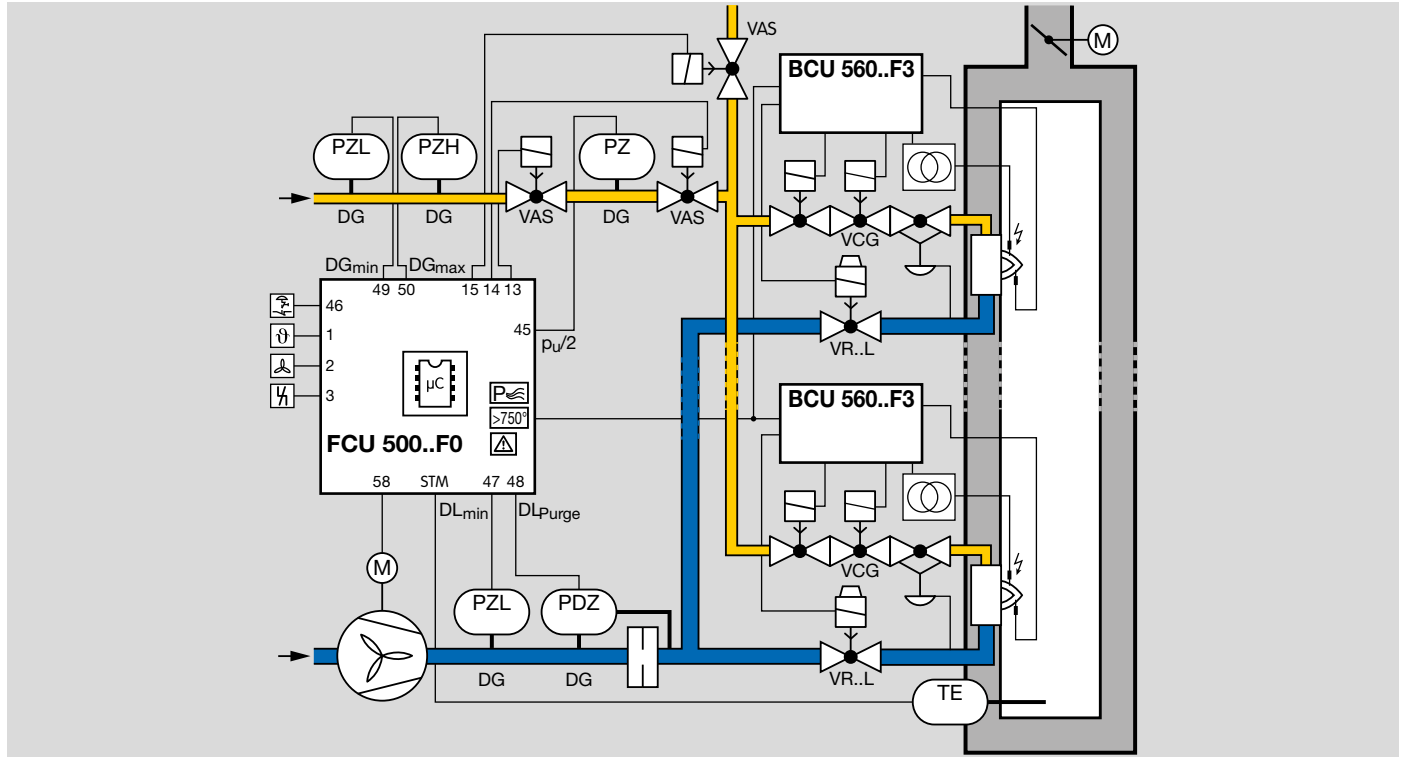 VAS
M
BCU 560..F3
PZL
PZH
PZ
DG
DG
VAS
DG
VAS
VCG
DGmin
DGmax
49
50
15
14
13
46
1
2
3
45
pu/2
VR..L
µC
P
>750°
FCU 500..F0
BCU 560..F3
58
STM
47
48
DLmin
DLPurge
M
VCG
PZL
PDZ
DG
DG
VR..L
TE